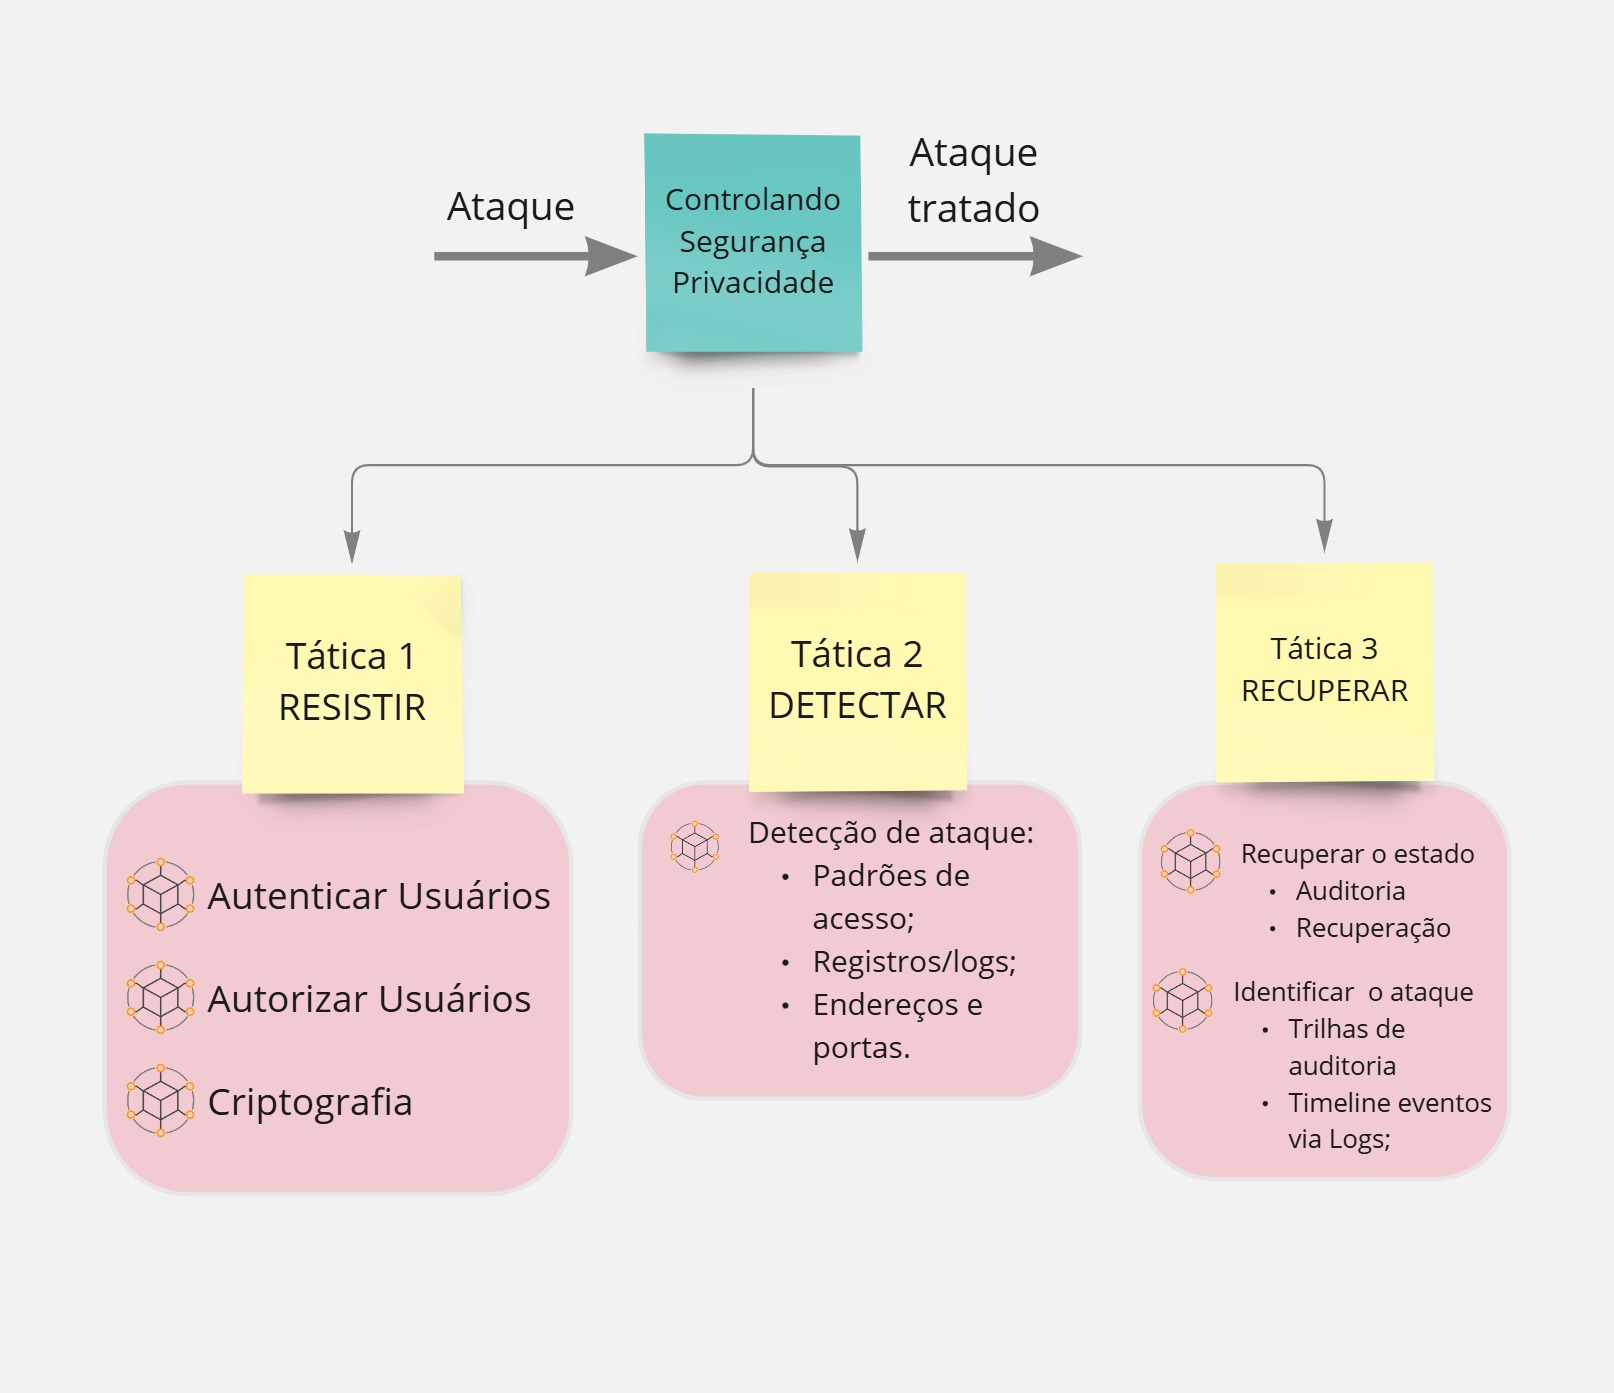 Ataque
Controlando
Segurança
Privacidade
Ataque
tratado
Tática 1
RESISTIR
Autenticar Usuários
Autorizar Usuários
Criptografia
Tática 2
DETECTAR
Detecção de ataque:
• Padrões de
acesso;
• Registros/logs;
• Endereços e
portas.
Tática 3
RECUPERAR
Recuperar o estado
• Auditoria
• Recuperação
Identificar  o ataque
• Trilhas de
auditoria
• Timeline eventos
via Logs;